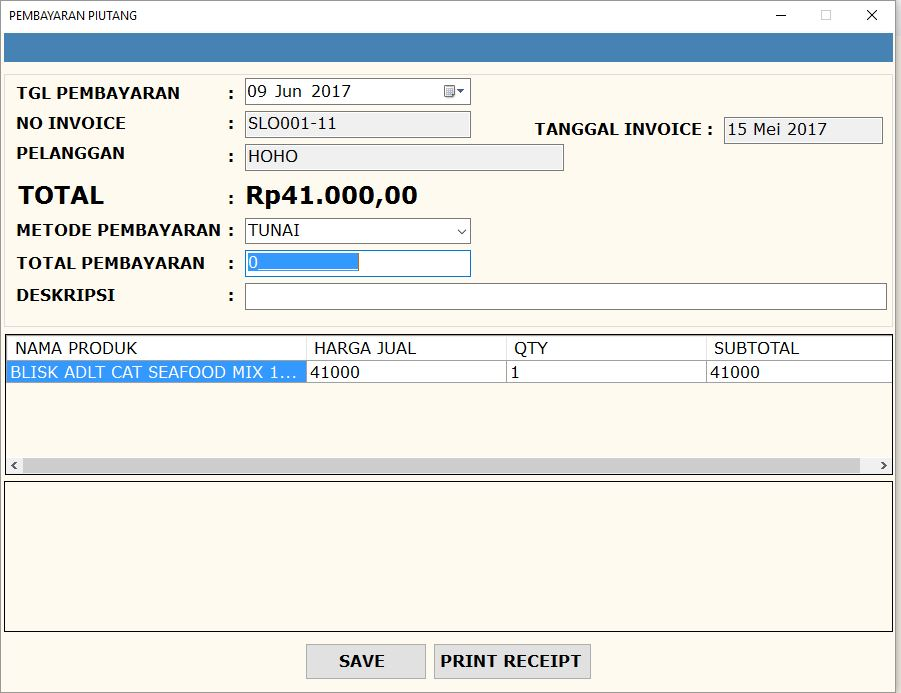 PEMBAYARAN PIUTANG
TGL PEMBAYARAN : 09 Jun 2017
NO INVOICE : SLO001-11
TANGGAL INVOICE : 15 Mei 2017
PELANGGAN : HOHO
TOTAL : Rp41.000,00
METODE PEMBAYARAN : TUNAI
TOTAL PEMBAYARAN : 0
DESKRIPSI :
NAMA PRODUK HARGA JUAL QTY SUBTOTAL
BLISK ADLT CAT SEAFOOD MIX 1... 41000 1 41000
SAVE PRINT RECEIPT